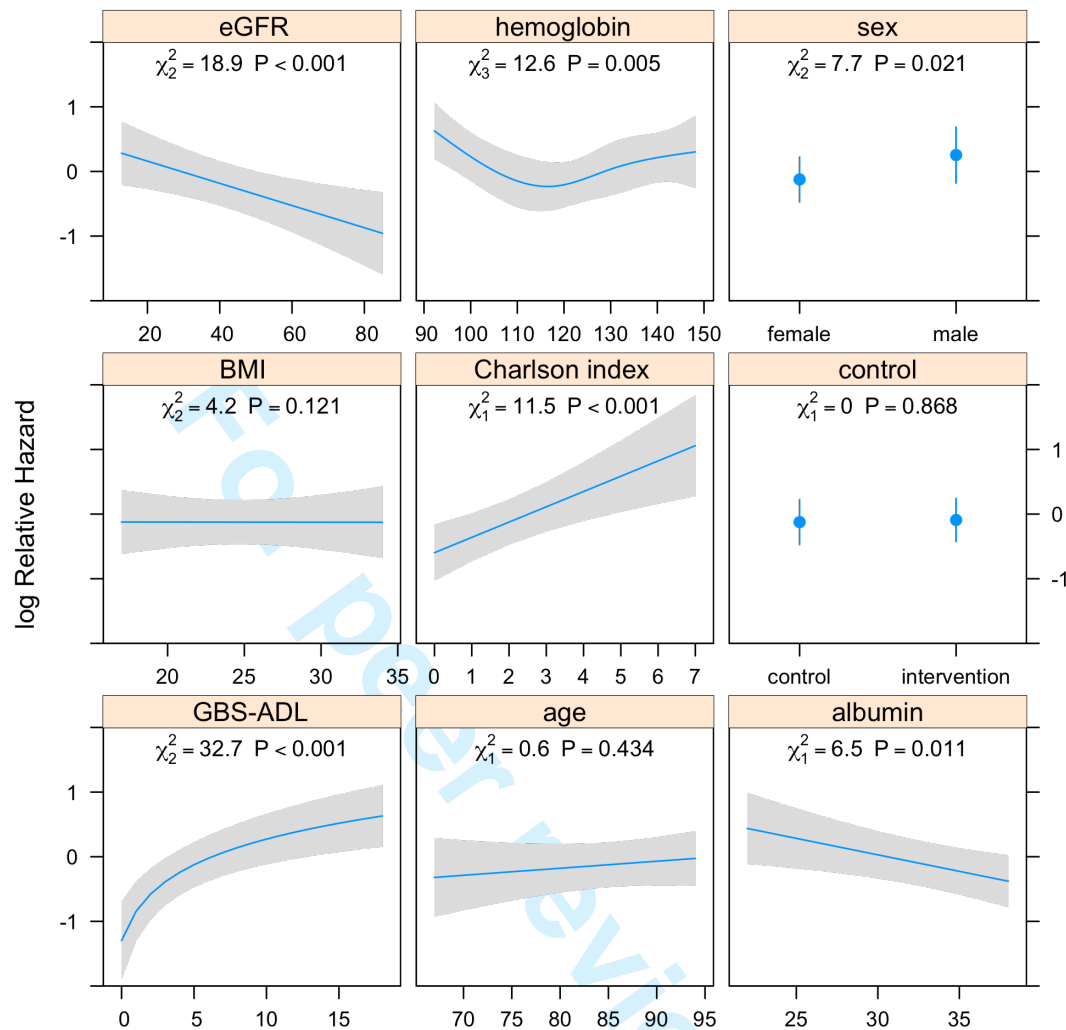 eGFR hemoglobin sex
χ²₂ = 18.9 P < 0.001 χ²₃ = 12.6 P = 0.005 χ²₂ = 7.7 P = 0.021
1
0
-1
20 40 60 80 90 100 110 120 130 140 150 female male
BMI Charlson index control
χ²₂ = 4.2 P = 0.121 χ²₁ = 11.5 P < 0.001 χ²₁ = 0 P = 0.868
log Relative Hazard
1
0
-1
20 25 30 35 0 1 2 3 4 5 6 7 control intervention
GBS-ADL age albumin
χ²₂ = 32.7 P < 0.001 χ²₁ = 0.6 P = 0.434 χ²₁ = 6.5 P = 0.011
1
0
-1
0 5 10 15 70 75 80 85 90 95 25 30 35
For peer review